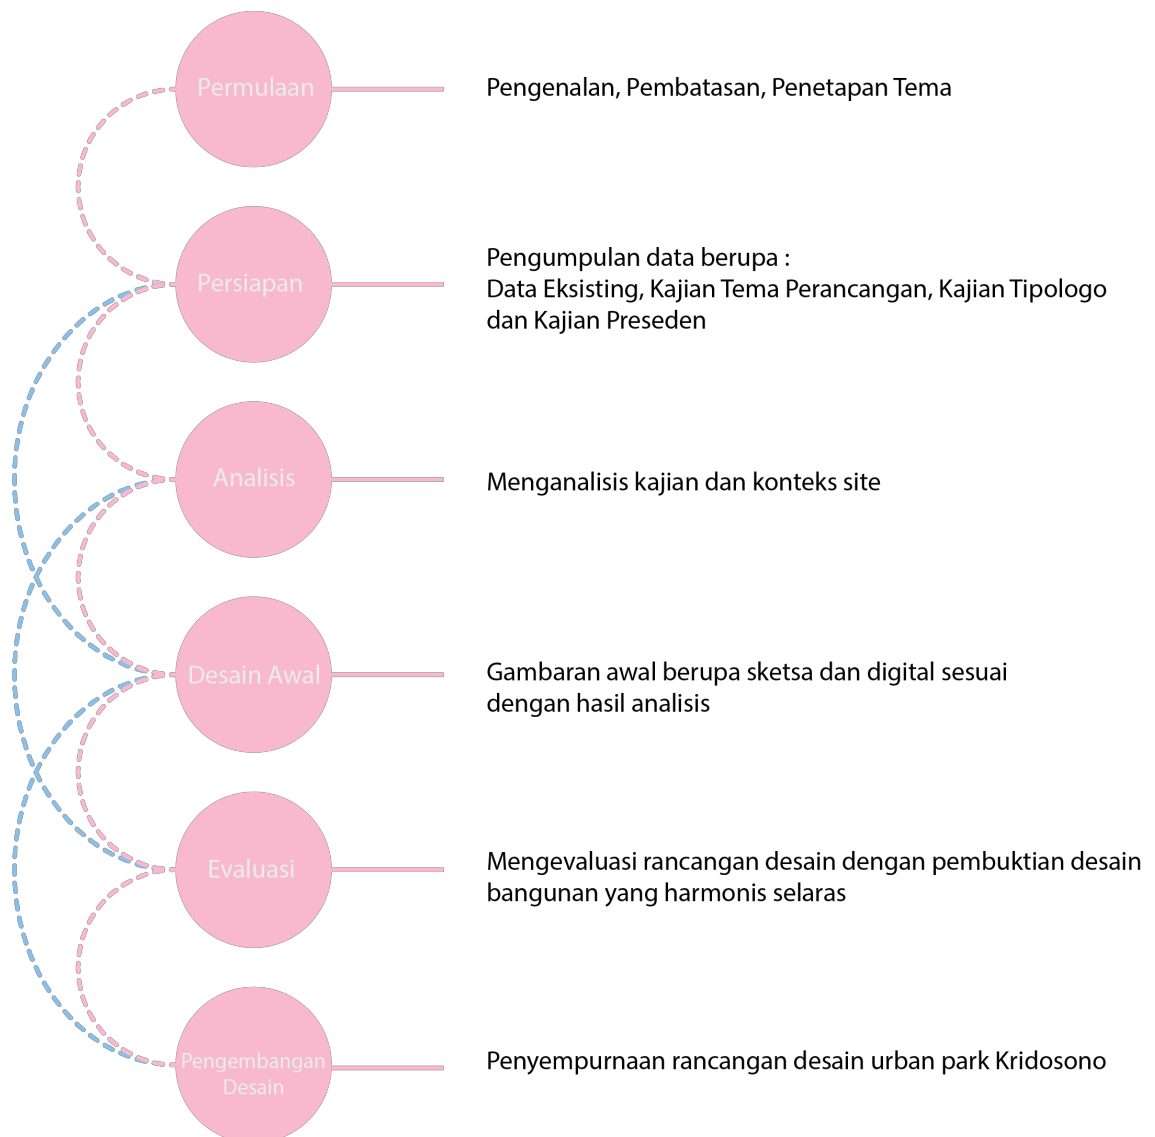 Permulaan
Pengenalan, Pembatasan, Penetapan Tema
Persiapan
Pengumpulan data berupa :
Data Eksisting, Kajian Tema Perancangan, Kajian Tipologo
dan Kajian Preseden
Analisis
Menganalisis kajian dan konteks site
Desain Awal
Gambaran awal berupa sketsa dan digital sesuai
dengan hasil analisis
Evaluasi
Mengevaluasi rancangan desain dengan pembuktian desain
bangunan yang harmonis selaras
Pengembangan
Desain
Penyempurnaan rancangan desain urban park Kridosono